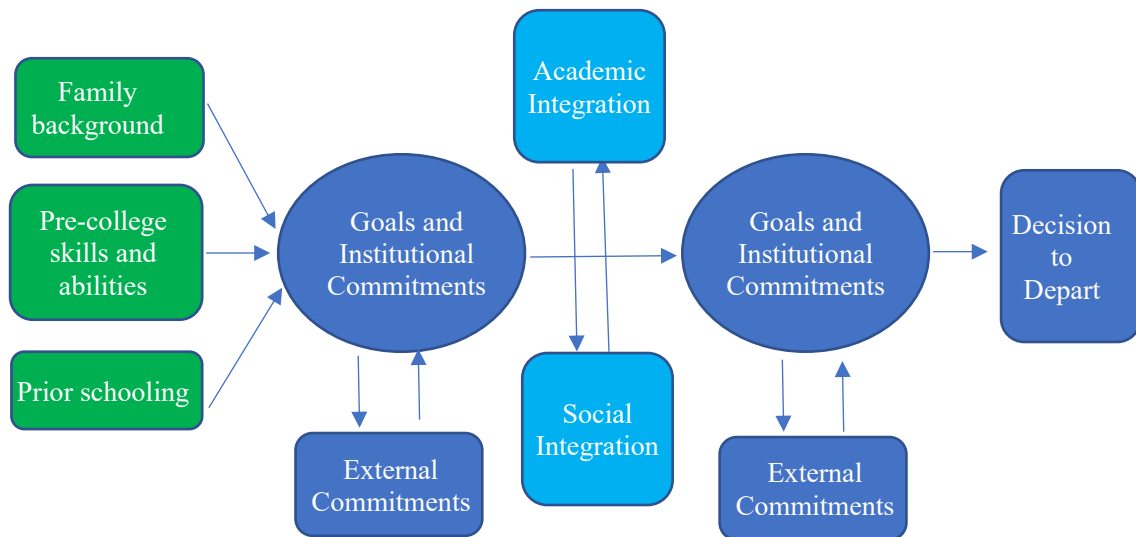 Family
background
Pre-college
skills and
abilities
Prior schooling
Goals and
Institutional
Commitments
External
Commitments
Academic
Integration
Social
Integration
Goals and
Institutional
Commitments
External
Commitments
Decision
to
Depart